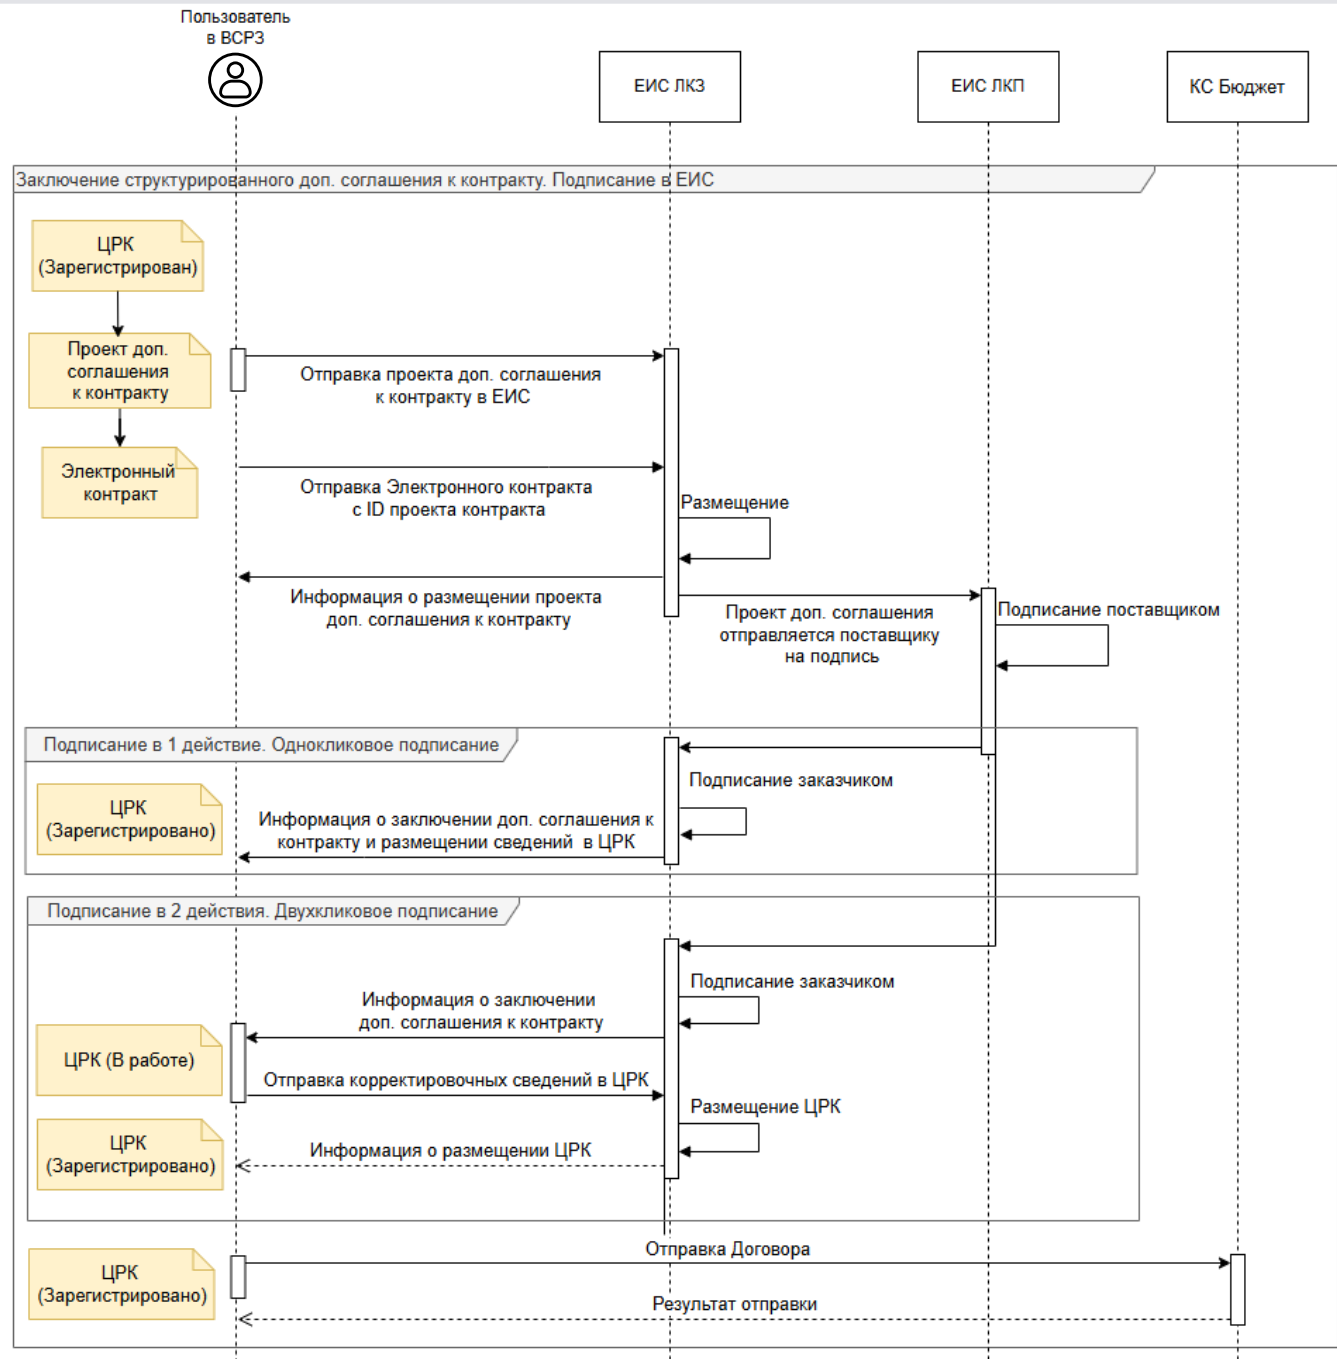 Пользователь
в ВСРЗ
ЕИС ЛКЗ
ЕИС ЛКП
КС Бюджет
Заключение структурированного доп. соглашения к контракту. Подписание в ЕИС
ЦРК
(Зарегистрирован)
Проект доп.
соглашения
к контракту
Отправка проекта доп. соглашения
к контракту в ЕИС
Электронный
контракт
Отправка Электронного контракта
с ID проекта контракта
Размещение
Информация о размещении проекта
доп. соглашения к контракту
Проект доп. соглашения
отправляется поставщику
на подпись
Подписание поставщиком
Подписание в 1 действие. Однокликовое подписание
ЦРК
(Зарегистрировано)
Подписание заказчиком
Информация о заключении доп. соглашения к
контракту и размещении сведений в ЦРК
Подписание в 2 действия. Двухкликовое подписание
Подписание заказчиком
Информация о заключении
доп. соглашения к контракту
ЦРК (В работе)
Отправка корректировочных сведений в ЦРК
Размещение ЦРК
ЦРК
(Зарегистрировано)
Информация о размещении ЦРК
Отправка Договора
ЦРК
(Зарегистрировано)
Результат отправки